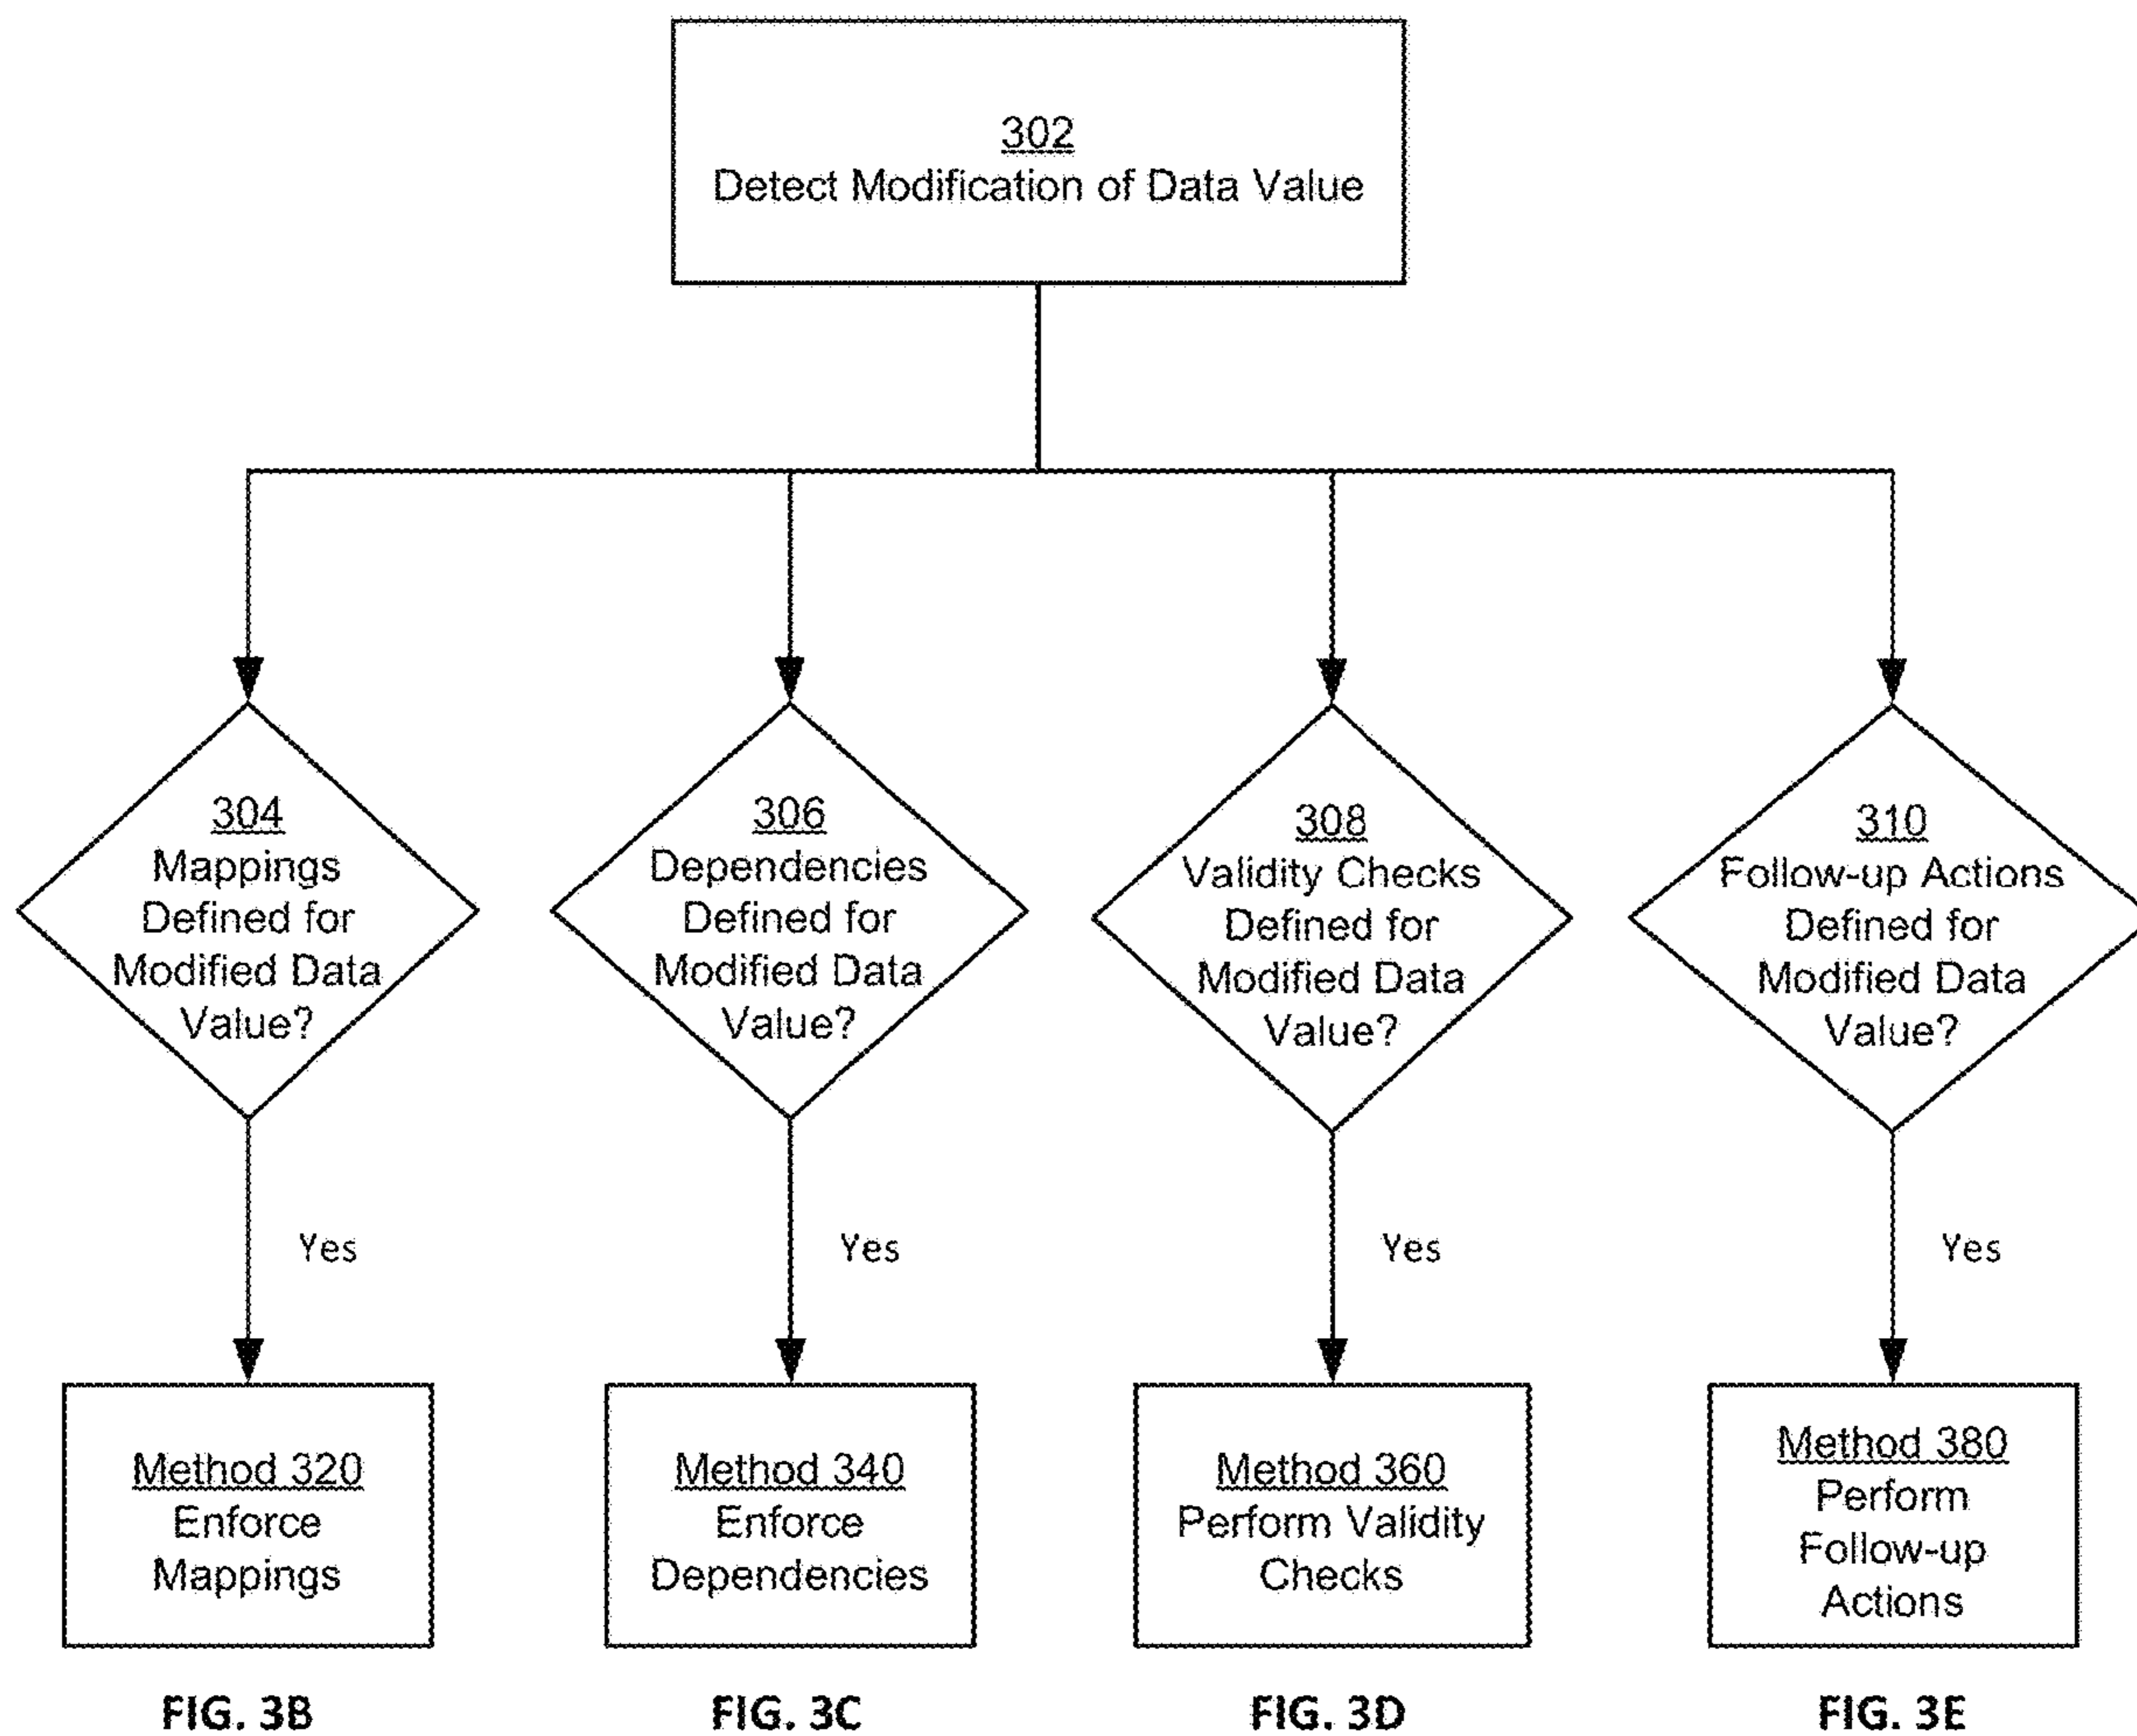 302
Detect Modification of Data Value
304
Mappings
Defined for
Modified Data
Value?
306
Dependencies
Defined for
Modified Data
Value?
308
Validity Checks
Defined for
Modified Data
Value?
310
Follow-up Actions
Defined for
Modified Data
Value?
Yes
Yes
Yes
Yes
Method 320
Enforce
Mappings
Method 340
Enforce
Dependencies
Method 360
Perform Validity
Checks
Method 380
Perform
Follow-up
Actions
FIG. 3B
FIG. 3C
FIG. 3D
FIG. 3E